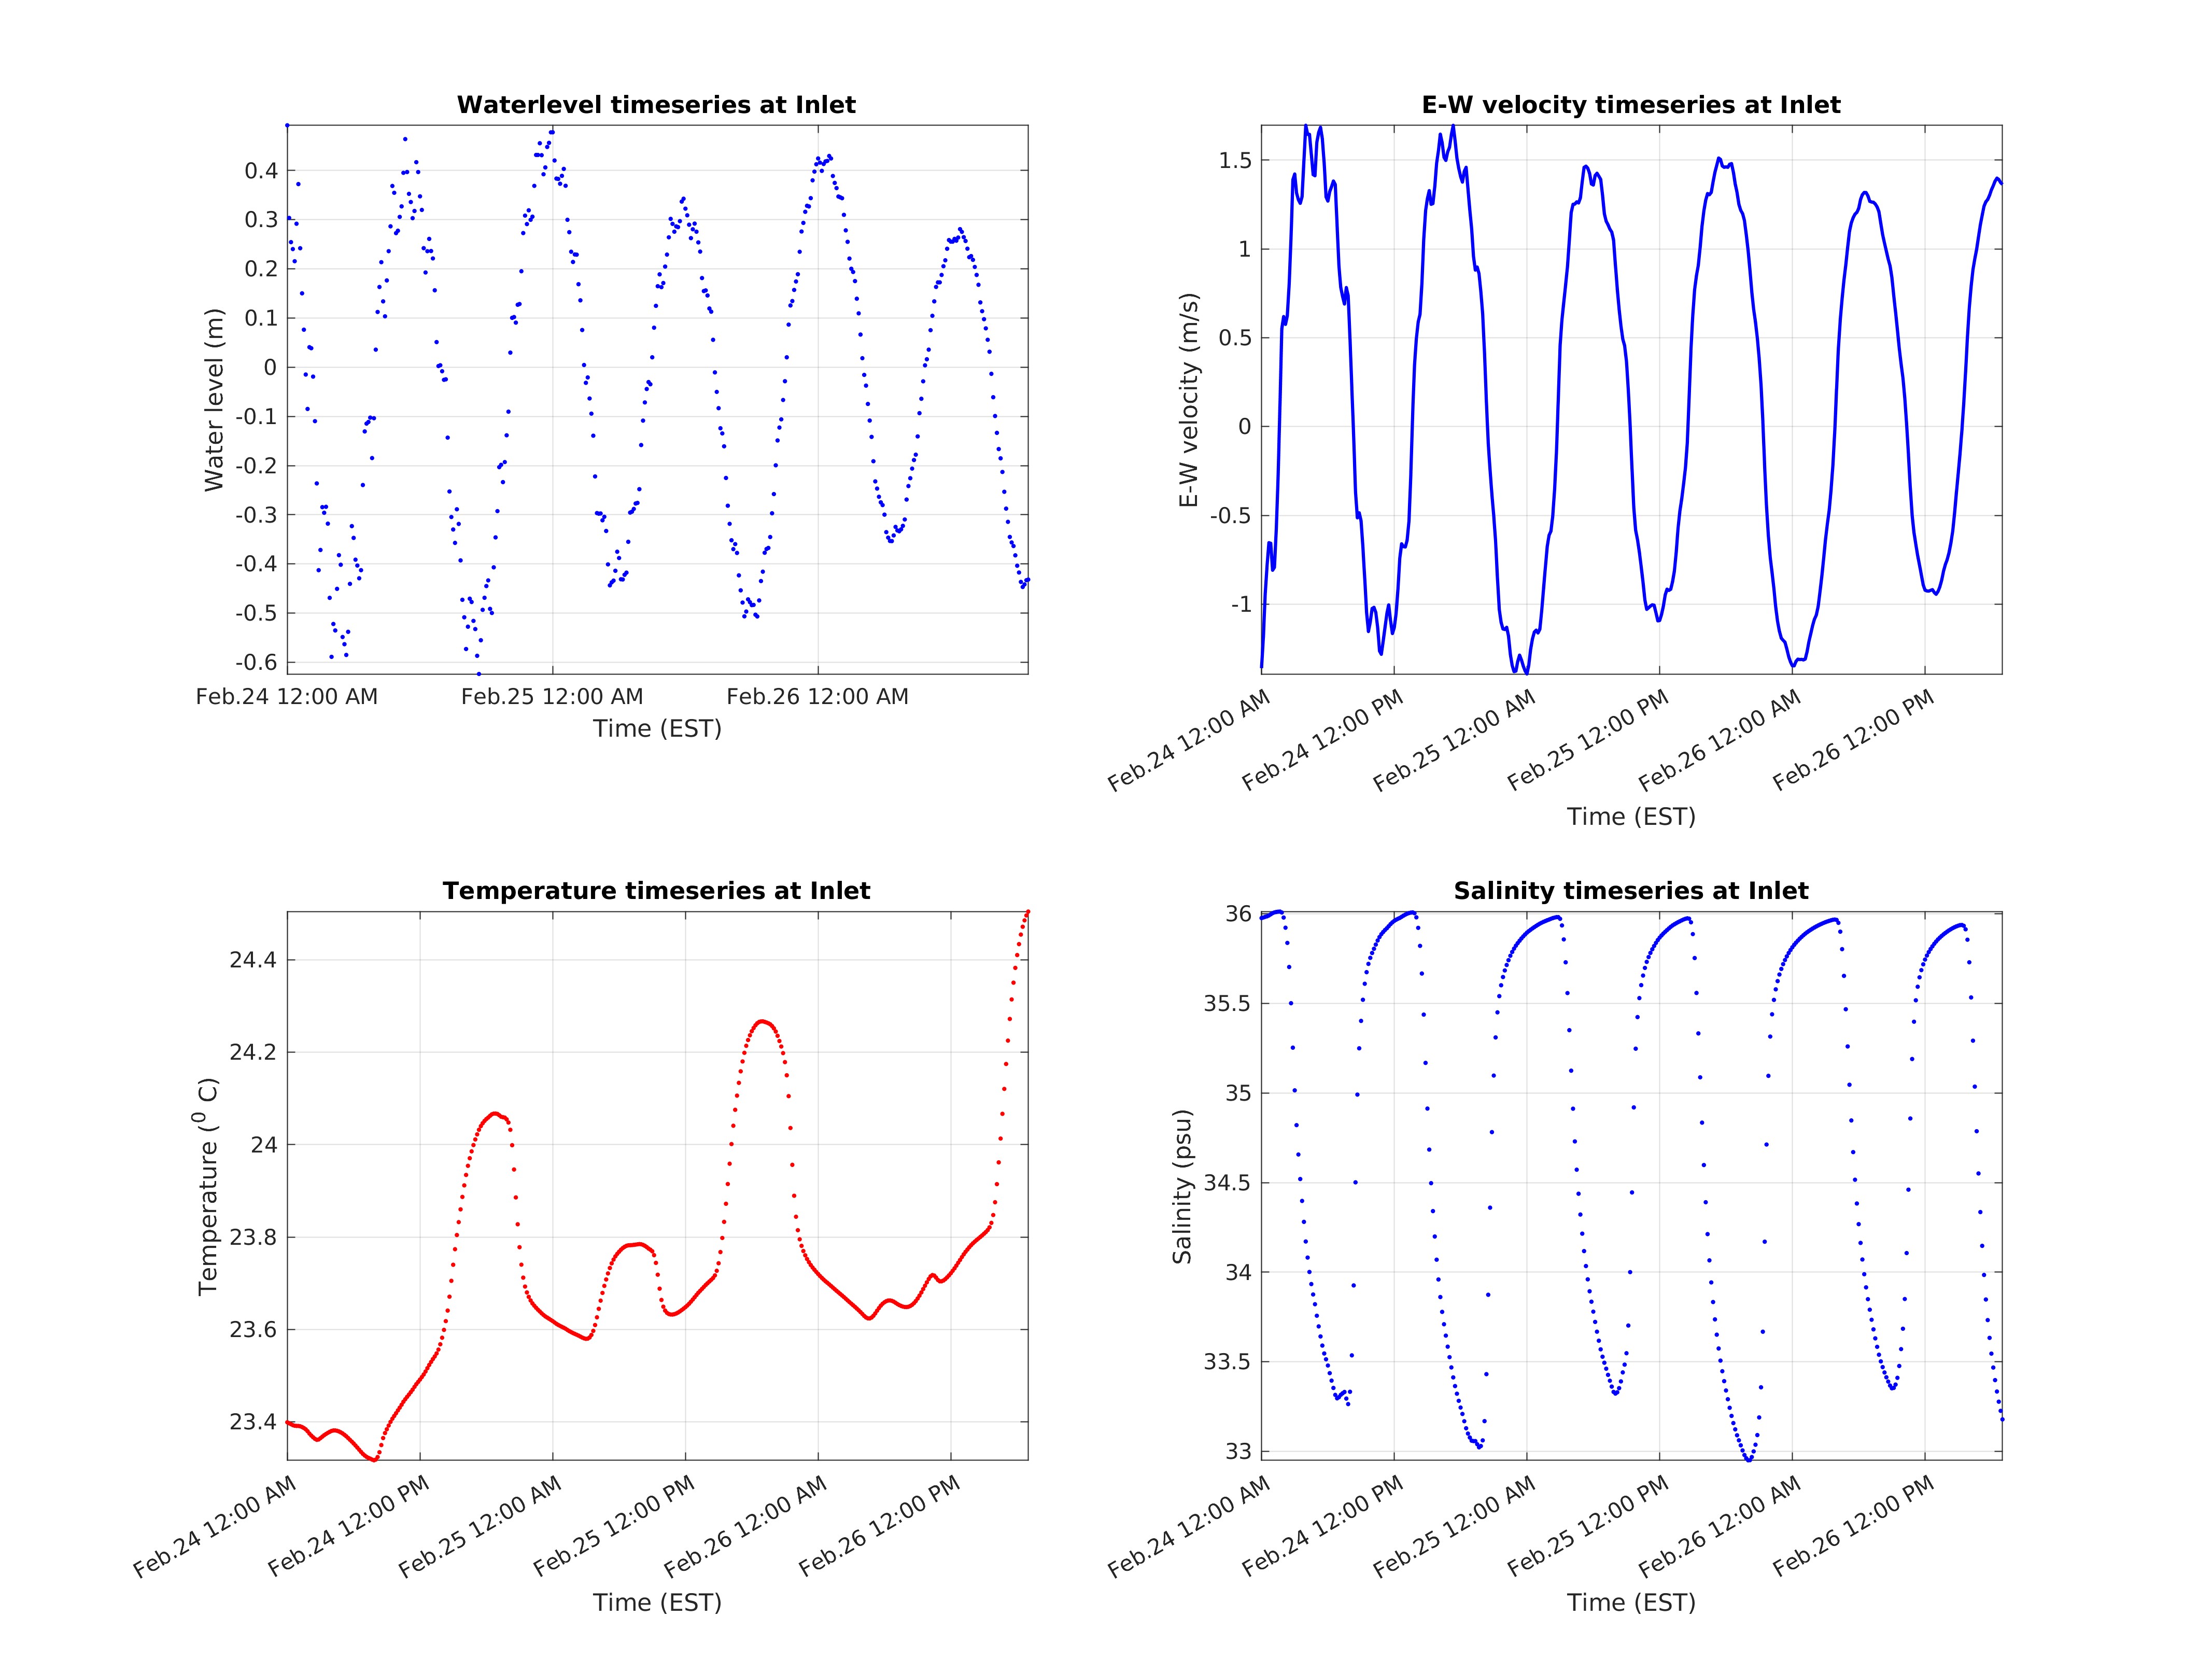 Waterlevel timeseries at Inlet
0.4
0.3
0.2
0.1
0
-0.1
-0.2
-0.3
-0.4
-0.5
-0.6
Water level (m)
Feb.24 12:00 AM
Feb.25 12:00 AM
Feb.26 12:00 AM
Time (EST)
E-W velocity timeseries at Inlet
1.5
1
0.5
0
-0.5
-1
E-W velocity (m/s)
Feb.24 12:00 AM
Feb.24 12:00 PM
Feb.25 12:00 AM
Feb.25 12:00 PM
Feb.26 12:00 AM
Feb.26 12:00 PM
Time (EST)
Temperature timeseries at Inlet
24.4
24.2
24
23.8
23.6
23.4
Temperature (⁰ C)
Feb.24 12:00 AM
Feb.24 12:00 PM
Feb.25 12:00 AM
Feb.25 12:00 PM
Feb.26 12:00 AM
Feb.26 12:00 PM
Time (EST)
Salinity timeseries at Inlet
36
35.5
35
34.5
34
33.5
33
Salinity (psu)
Feb.24 12:00 AM
Feb.24 12:00 PM
Feb.25 12:00 AM
Feb.25 12:00 PM
Feb.26 12:00 AM
Feb.26 12:00 PM
Time (EST)